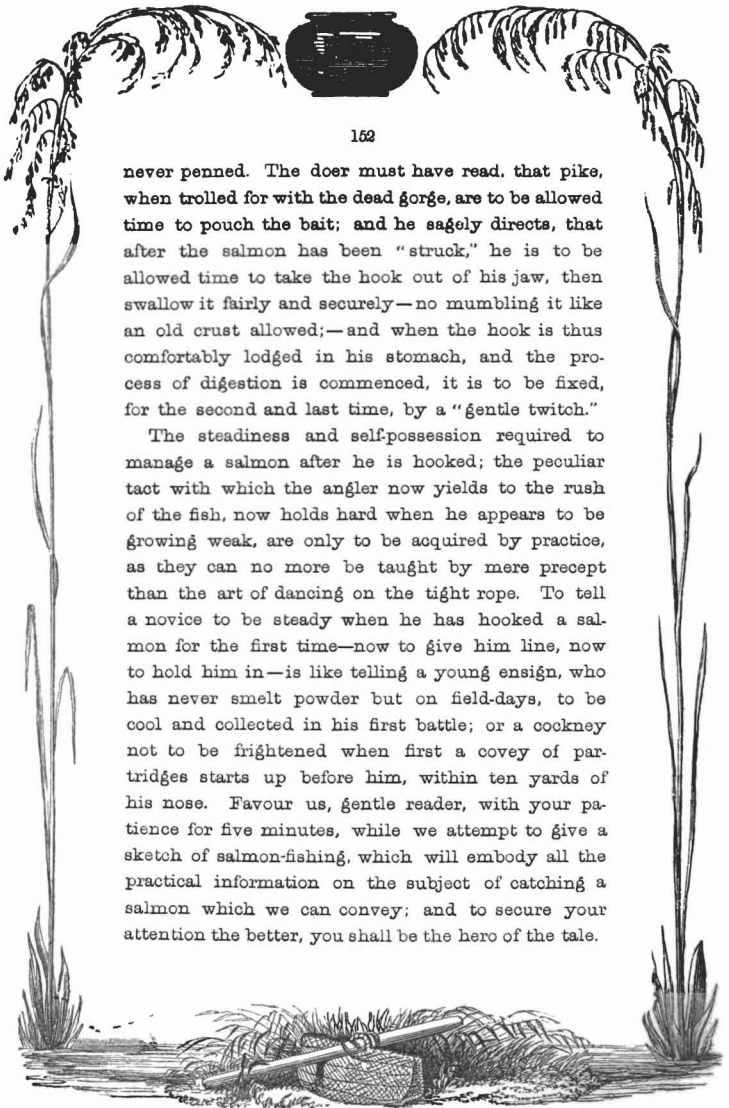 152
never penned. The doer must have read, that pike,
when trolled for with the dead gorge, are to be allowed
time to pouch the bait; and he sagely directs, that
after the salmon has been “struck,” he is to be
allowed time to take the hook out of his jaw, then
swallow it fairly and securely—no mumbling it like
an old crust allowed;—and when the hook is thus
comfortably lodged in his stomach, and the pro-
cess of digestion is commenced, it is to be fixed,
for the second and last time, by a “gentle twitch.”
The steadiness and self-possession required to
manage a salmon after he is hooked; the peculiar
tact with which the angler now yields to the rush
of the fish, now holds hard when he appears to be
growing weak, are only to be acquired by practice,
as they can no more be taught by mere precept
than the art of dancing on the tight rope. To tell
a novice to be steady when he has hooked a sal-
mon for the first time—now to give him line, now
to hold him in—is like telling a young ensign, who
has never smelt powder but on field-days, to be
cool and collected in his first battle; or a cockney
not to be frightened when first a covey of par-
tridges starts up before him, within ten yards of
his nose. Favour us, gentle reader, with your pa-
tience for five minutes, while we attempt to give a
sketch of salmon-fishing, which will embody all the
practical information on the subject of catching a
salmon which we can convey; and to secure your
attention the better, you shall be the hero of the tale.